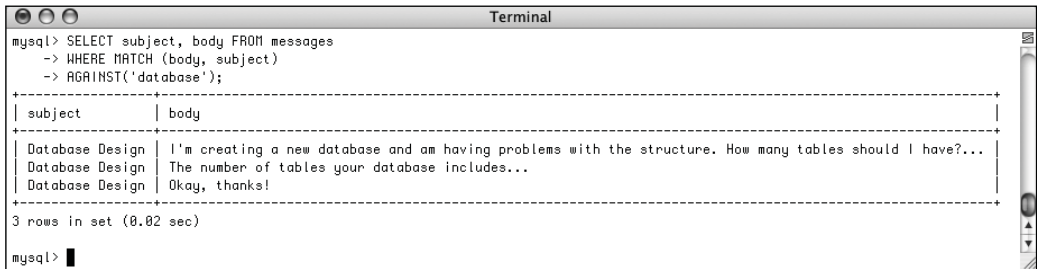 Terminal
mysql> SELECT subject, body FROM messages
    -> WHERE MATCH (body, subject)
    -> AGAINST('database');
+-----------------+-----------------------------------------------------------------------------------------------------+
| subject         | body                                                                                                |
+-----------------+-----------------------------------------------------------------------------------------------------+
| Database Design | I'm creating a new database and am having problems with the structure. How many tables should I have?... |
| Database Design | The number of tables your database includes...                                                      |
| Database Design | Okay, thanks!                                                                                       |
+-----------------+-----------------------------------------------------------------------------------------------------+
3 rows in set (0.02 sec)
mysql>